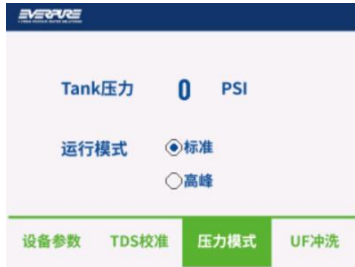 EVERPURE
Tank压力 0 PSI
运行模式 标准
高峰
设备参数 TDS校准 压力模式 UF冲洗